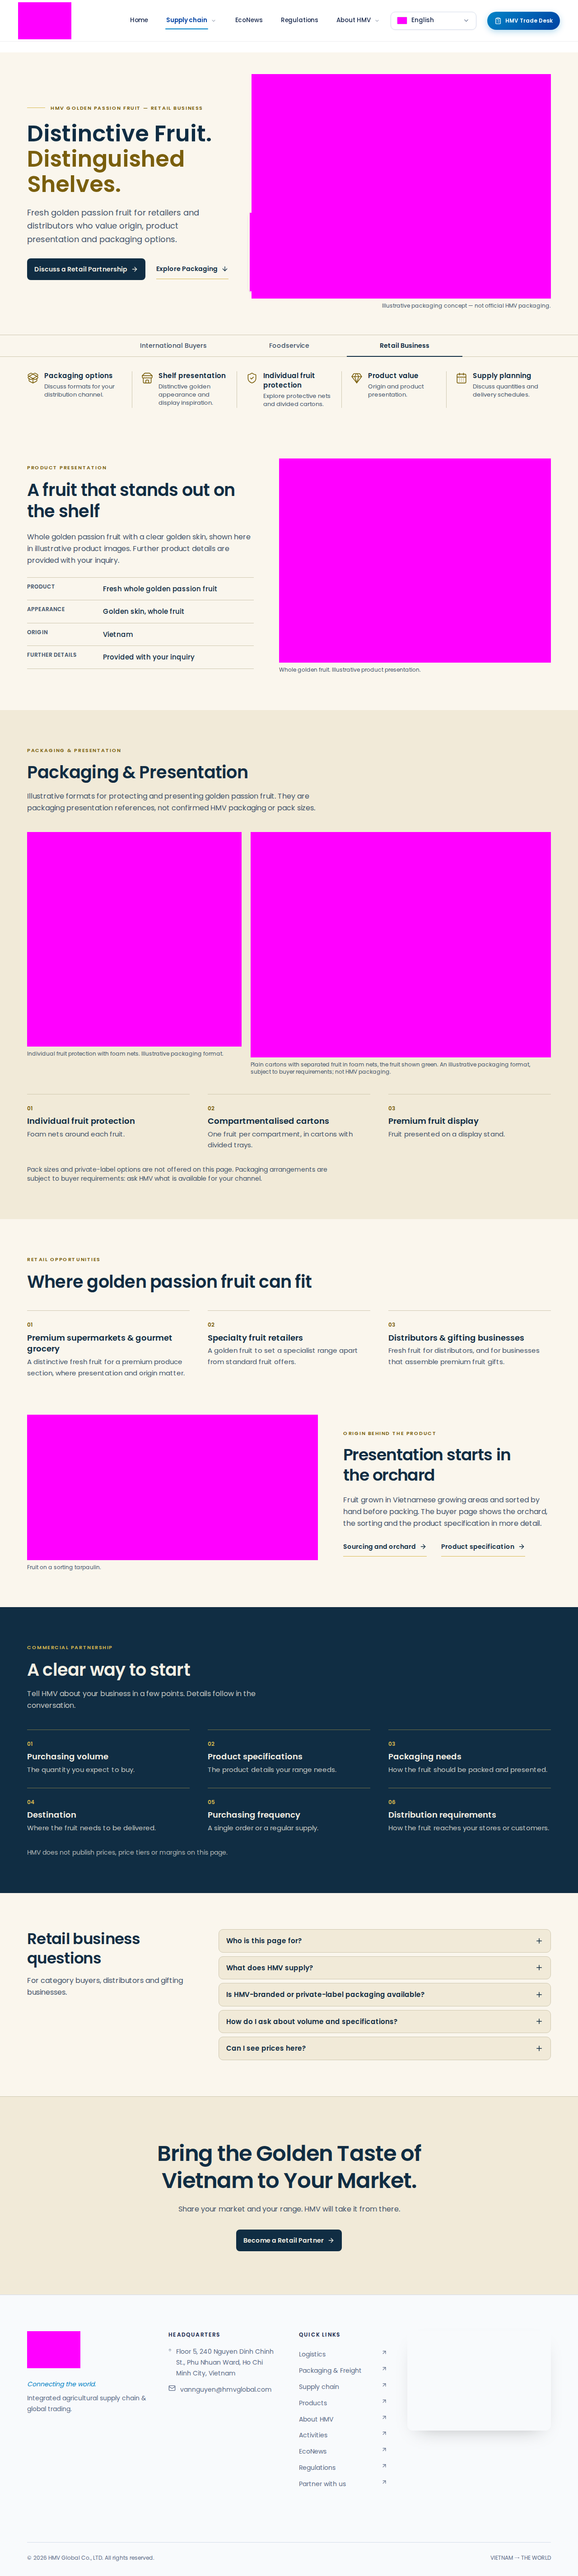 Home
Supply chain
EcoNews
Regulations
About HMV
English
HMV Trade Desk
HMV GOLDEN PASSION FRUIT — RETAIL BUSINESS
Distinctive Fruit.
Distinguished
Shelves.
Fresh golden passion fruit for retailers and
distributors who value origin, product
presentation and packaging options.
Discuss a Retail Partnership →
Explore Packaging ↓
Illustrative packaging concept — not official HMV packaging.
International Buyers
Foodservice
Retail Business
Packaging options
Discuss formats for your
distribution channel.
Shelf presentation
Distinctive golden
appearance and
display inspiration.
Individual fruit
protection
Explore protective nets
and divided cartons.
Product value
Origin and product
presentation.
Supply planning
Discuss quantities and
delivery schedules.
PRODUCT PRESENTATION
A fruit that stands out on
the shelf
Whole golden passion fruit with a clear golden skin, shown here
in illustrative product images. Further product details are
provided with your inquiry.
PRODUCT
Fresh whole golden passion fruit
APPEARANCE
Golden skin, whole fruit
ORIGIN
Vietnam
FURTHER DETAILS
Provided with your inquiry
Whole golden fruit. Illustrative product presentation.
PACKAGING & PRESENTATION
Packaging & Presentation
Illustrative formats for protecting and presenting golden passion fruit. They are
packaging presentation references, not confirmed HMV packaging or pack sizes.
Individual fruit protection with foam nets. Illustrative packaging format.
Plain cartons with separated fruit in foam nets, the fruit shown green. An illustrative packaging format,
subject to buyer requirements; not HMV packaging.
01
Individual fruit protection
Foam nets around each fruit.
02
Compartmentalised cartons
One fruit per compartment, in cartons with
divided trays.
03
Premium fruit display
Fruit presented on a display stand.
Pack sizes and private-label options are not offered on this page. Packaging arrangements are
subject to buyer requirements: ask HMV what is available for your channel.
RETAIL OPPORTUNITIES
Where golden passion fruit can fit
01
Premium supermarkets & gourmet
grocery
A distinctive fresh fruit for a premium produce
section, where presentation and origin matter.
02
Specialty fruit retailers
A golden fruit to set a specialist range apart
from standard fruit offers.
03
Distributors & gifting businesses
Fresh fruit for distributors, and for businesses
that assemble premium fruit gifts.
Fruit on a sorting tarpaulin.
ORIGIN BEHIND THE PRODUCT
Presentation starts in
the orchard
Fruit grown in Vietnamese growing areas and sorted by
hand before packing. The buyer page shows the orchard,
the sorting and the product specification in more detail.
Sourcing and orchard →
Product specification →
COMMERCIAL PARTNERSHIP
A clear way to start
Tell HMV about your business in a few points. Details follow in the
conversation.
01
Purchasing volume
The quantity you expect to buy.
02
Product specifications
The product details your range needs.
03
Packaging needs
How the fruit should be packed and presented.
04
Destination
Where the fruit needs to be delivered.
05
Purchasing frequency
A single order or a regular supply.
06
Distribution requirements
How the fruit reaches your stores or customers.
HMV does not publish prices, price tiers or margins on this page.
Retail business
questions
For category buyers, distributors and gifting
businesses.
Who is this page for? +
What does HMV supply? +
Is HMV-branded or private-label packaging available? +
How do I ask about volume and specifications? +
Can I see prices here? +
Bring the Golden Taste of
Vietnam to Your Market.
Share your market and your range. HMV will take it from there.
Become a Retail Partner →
Connecting the world.
Integrated agricultural supply chain &
global trading.
HEADQUARTERS
Floor 5, 240 Nguyen Dinh Chinh
St., Phu Nhuan Ward, Ho Chi
Minh City, Vietnam
vannguyen@hmvglobal.com
QUICK LINKS
Logistics
Packaging & Freight
Supply chain
Products
About HMV
Activities
EcoNews
Regulations
Partner with us
© 2026 HMV Global Co., LTD. All rights reserved.
VIETNAM → THE WORLD